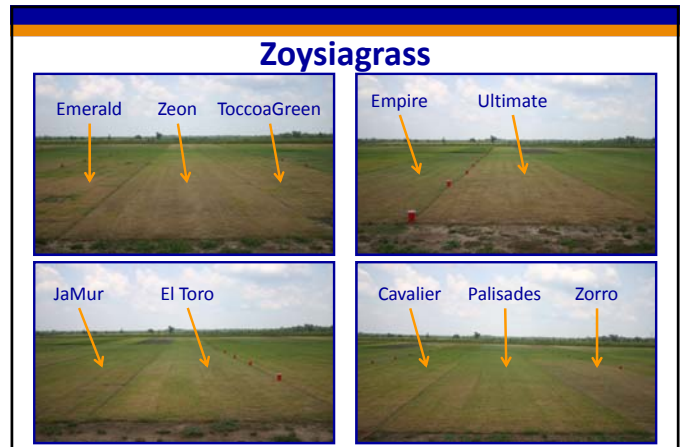 Zoysiagrass
Emerald Zeon ToccoaGreen
Empire Ultimate
JaMur El Toro
Cavalier Palisades Zorro